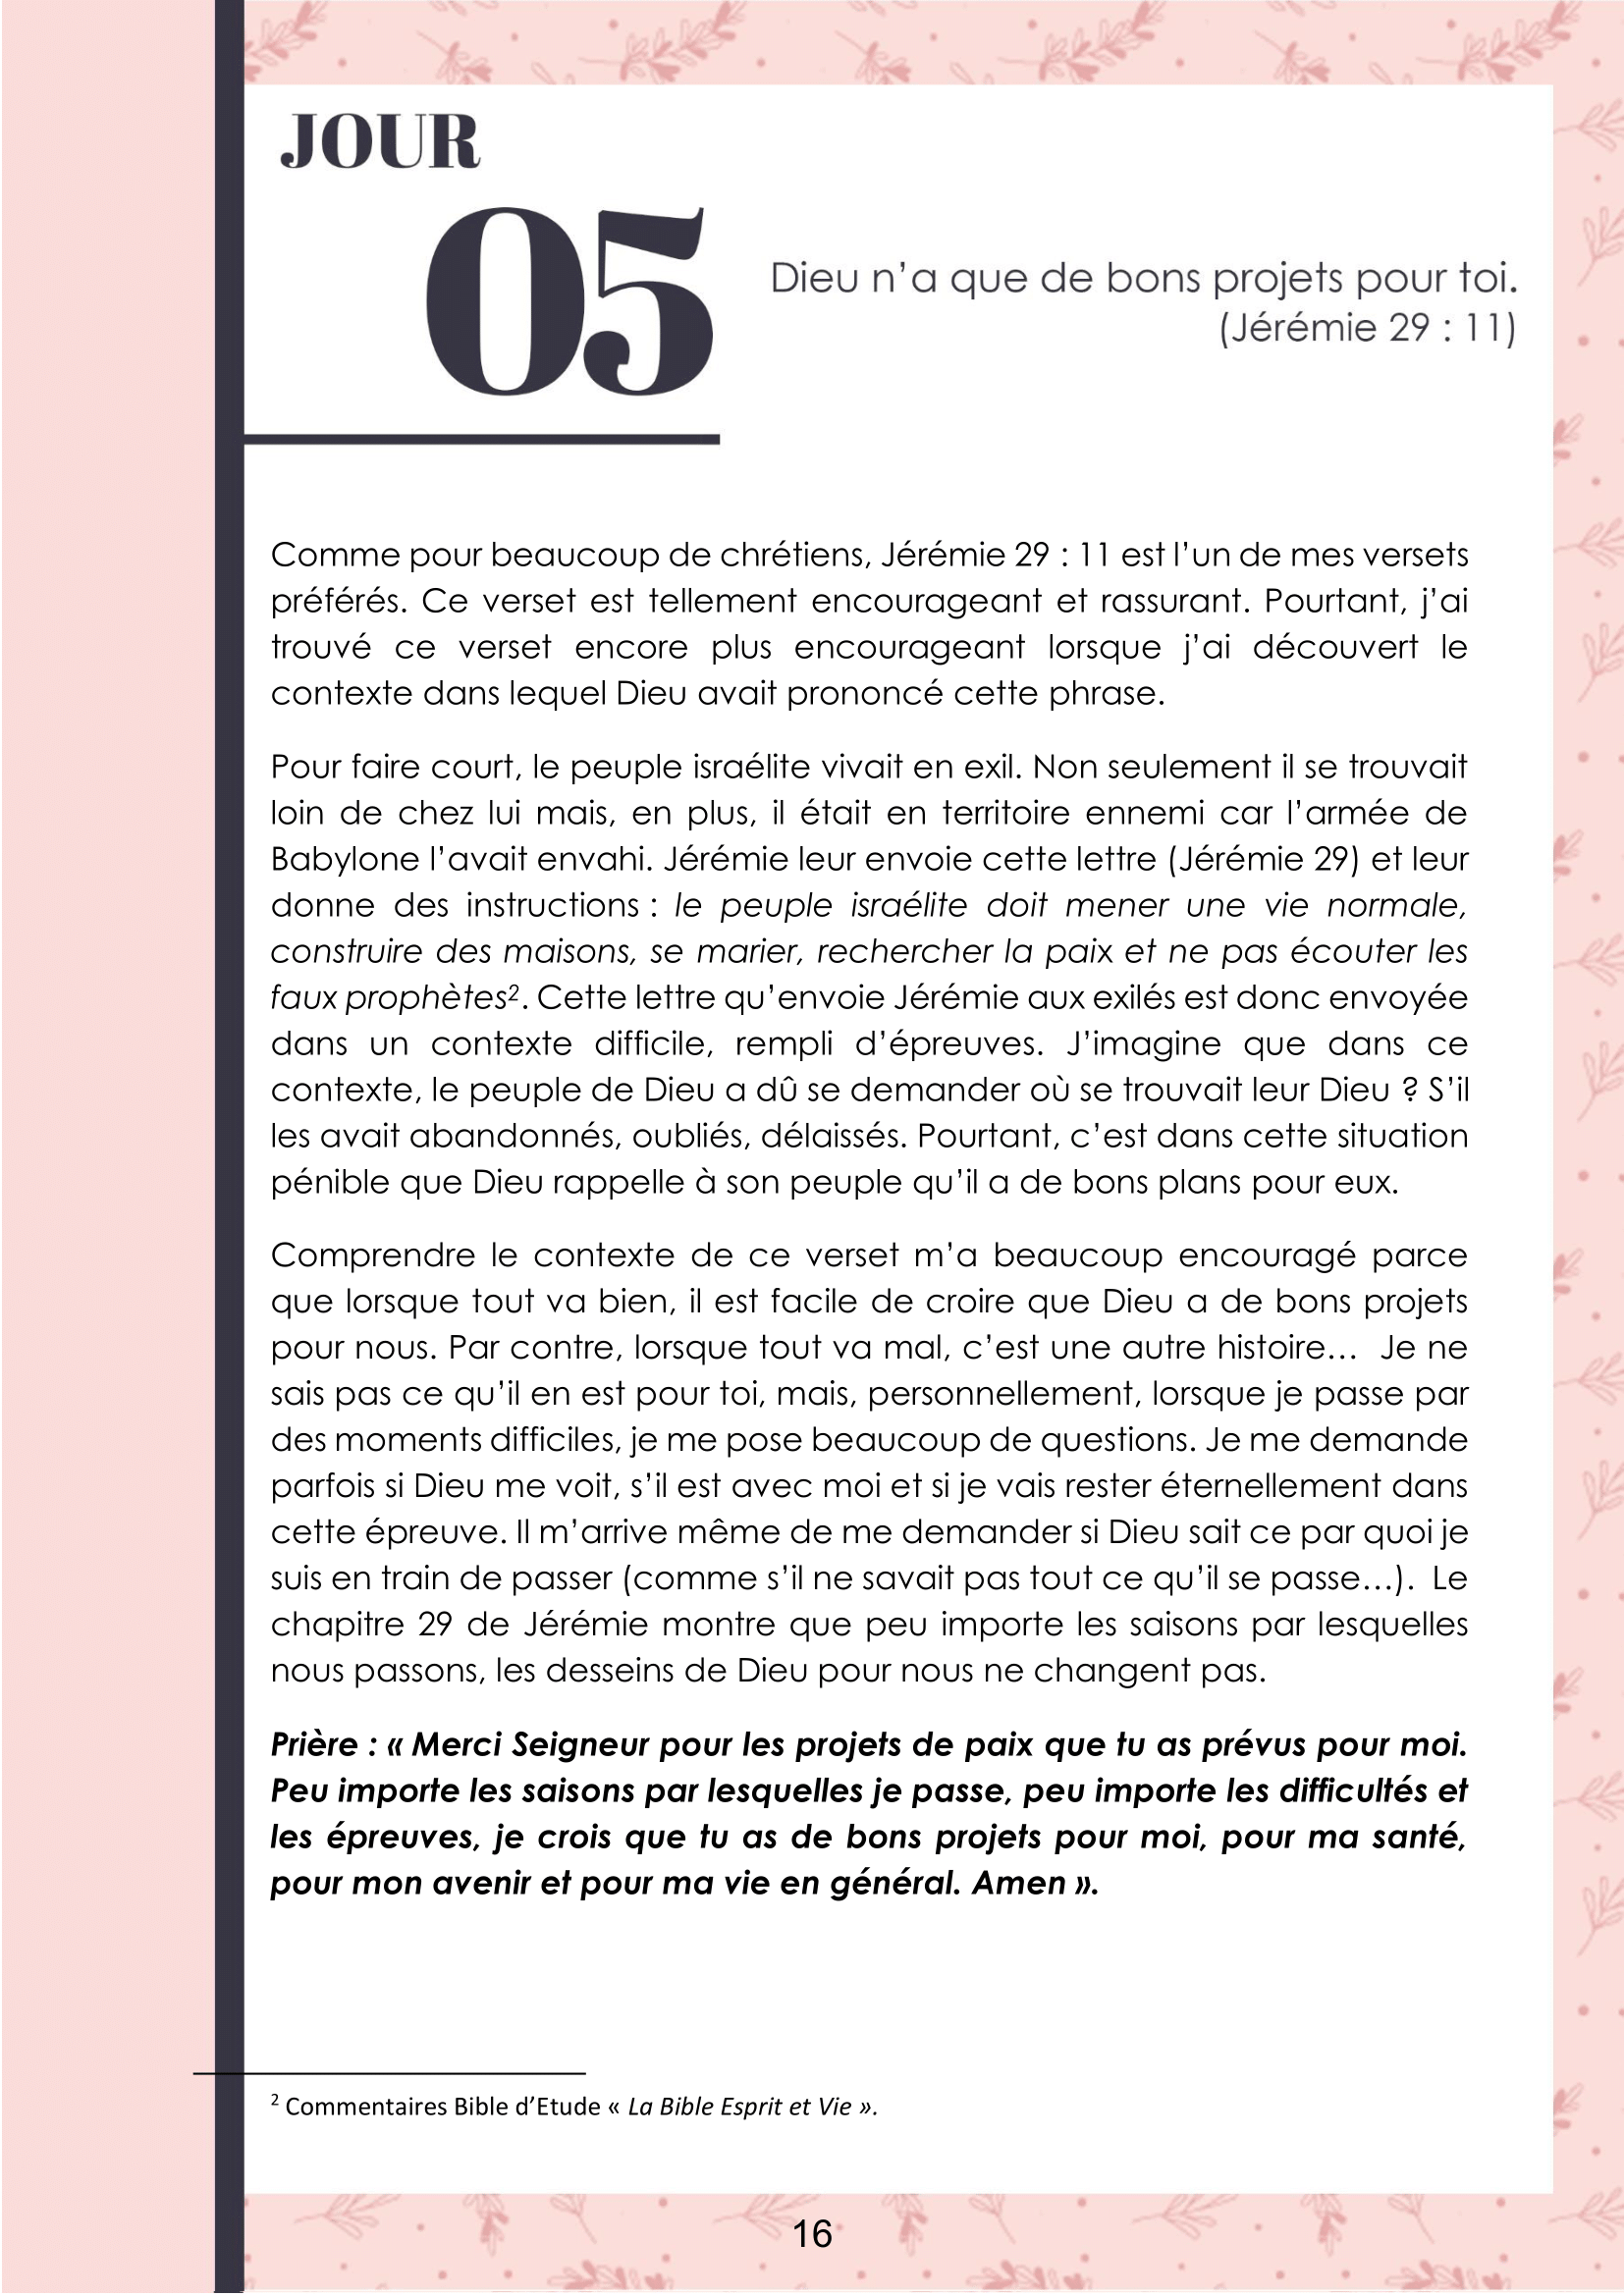 JOUR
05
Dieu n’a que de bons projets pour toi.
(Jérémie 29 : 11)
Comme pour beaucoup de chrétiens, Jérémie 29 : 11 est l’un de mes versets
préférés. Ce verset est tellement encourageant et rassurant. Pourtant, j’ai
trouvé ce verset encore plus encourageant lorsque j’ai découvert le
contexte dans lequel Dieu avait prononcé cette phrase.
Pour faire court, le peuple israélite vivait en exil. Non seulement il se trouvait
loin de chez lui mais, en plus, il était en territoire ennemi car l’armée de
Babylone l’avait envahi. Jérémie leur envoie cette lettre (Jérémie 29) et leur
donne des instructions : le peuple israélite doit mener une vie normale,
construire des maisons, se marier, rechercher la paix et ne pas écouter les
faux prophètes². Cette lettre qu’envoie Jérémie aux exilés est donc envoyée
dans un contexte difficile, rempli d’épreuves. J’imagine que dans ce
contexte, le peuple de Dieu a dû se demander où se trouvait leur Dieu ? S’il
les avait abandonnés, oubliés, délaissés. Pourtant, c’est dans cette situation
pénible que Dieu rappelle à son peuple qu’il a de bons plans pour eux.
Comprendre le contexte de ce verset m’a beaucoup encouragé parce
que lorsque tout va bien, il est facile de croire que Dieu a de bons projets
pour nous. Par contre, lorsque tout va mal, c’est une autre histoire… Je ne
sais pas ce qu’il en est pour toi, mais, personnellement, lorsque je passe par
des moments difficiles, je me pose beaucoup de questions. Je me demande
parfois si Dieu me voit, s’il est avec moi et si je vais rester éternellement dans
cette épreuve. Il m’arrive même de me demander si Dieu sait ce par quoi je
suis en train de passer (comme s’il ne savait pas tout ce qu’il se passe…). Le
chapitre 29 de Jérémie montre que peu importe les saisons par lesquelles
nous passons, les desseins de Dieu pour nous ne changent pas.
Prière : « Merci Seigneur pour les projets de paix que tu as prévus pour moi.
Peu importe les saisons par lesquelles je passe, peu importe les difficultés et
les épreuves, je crois que tu as de bons projets pour moi, pour ma santé,
pour mon avenir et pour ma vie en général. Amen ».
² Commentaires Bible d’Etude « La Bible Esprit et Vie ».
16